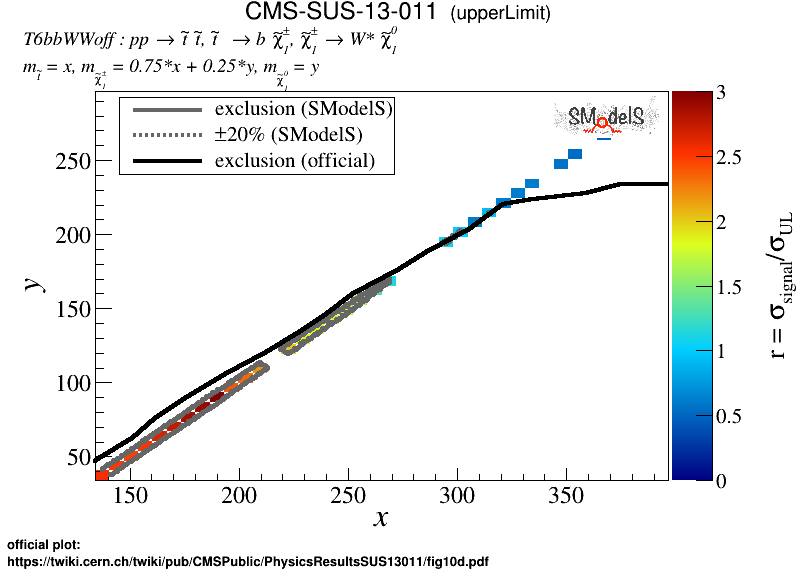 CMS-SUS-13-011 (upperLimit)
T6bbWWoff : pp → t̃ t̃, t̃ → b χ̃₁±, χ̃₁± → W* χ̃₁⁰
m_t̃ = x, m_χ̃₁± = 0.75*x + 0.25*y, m_χ̃₁⁰ = y
exclusion (SModelS)
±20% (SModelS)
exclusion (official)
SModelS
y
250
200
150
100
50
150 200 250 300 350
x
3
2.5
2
1.5
1
0.5
0
r = σ_signal/σ_UL
official plot:
https://twiki.cern.ch/twiki/pub/CMSPublic/PhysicsResultsSUS13011/fig10d.pdf